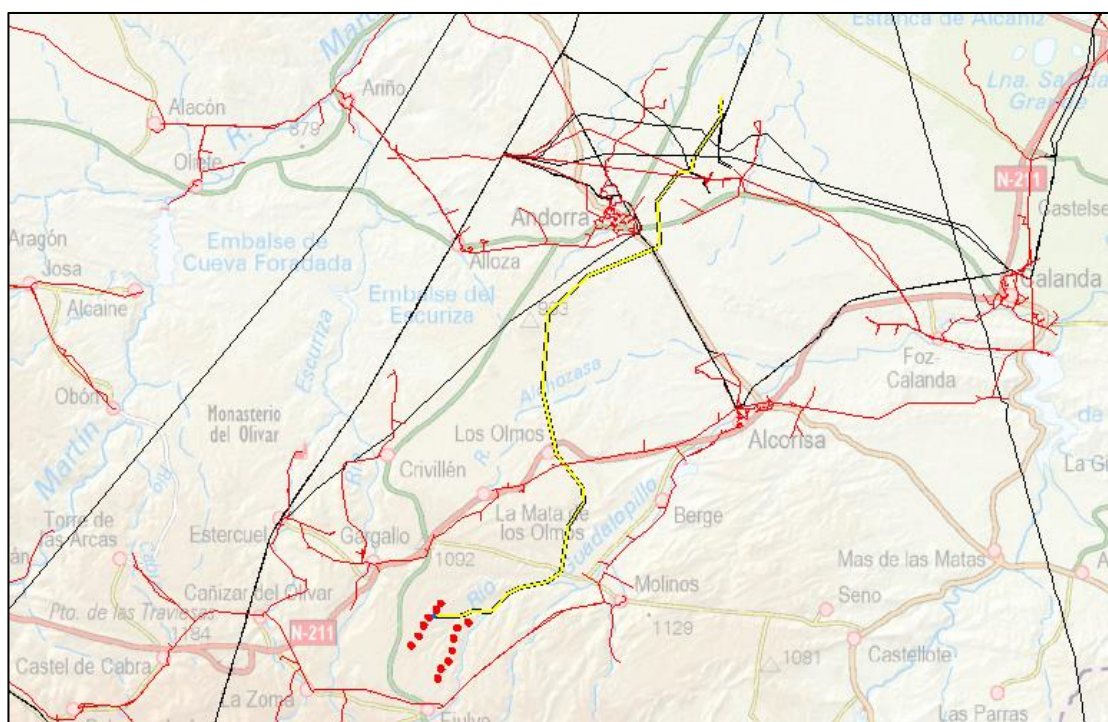 Estanca de Alcañiz
Martín
Ariño
Alacón
R.
879
Oliete
Lna. Salada
Grande
N-211
Castelse
Andorra
Aragón
Josa
Embalse de
Cueva Foradada
Alloza
Alcaine
Embalse del
Escuriza
Calanda
Escuriza
Foz-
Calanda
Obón
Monasterio
del Olivar
Los Olmos
R.
Alcorisa
Martín
Río
Crivillén
La Gi
La Mata de
los Olmos
Guadalopillo
Berge
Torre de
las Arcas
Estercuel
Gargallo
1092
Mas de las Matas
Molinos
Río
Cañizar del Olivar
Pto. de las Traviesas
1184
N-211
Seno
1129
Castellote
Castel de Cabra
1081
La Zoma
Ejulve
Las Parras